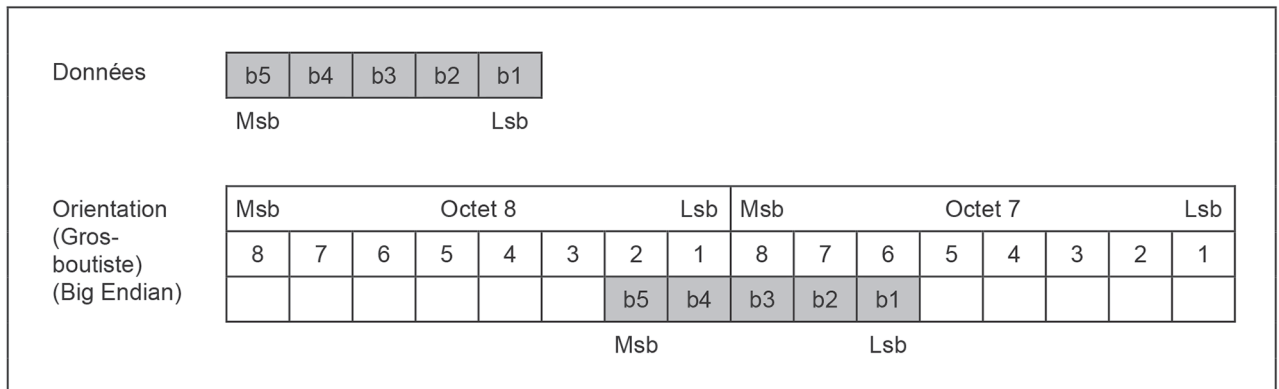 Données b5 b4 b3 b2 b1
Msb Lsb
Orientation Msb Octet 8 Lsb Msb Octet 7 Lsb
(Gros- 8 7 6 5 4 3 2 1 8 7 6 5 4 3 2 1
boutiste)
(Big Endian) b5 b4 b3 b2 b1
Msb Lsb